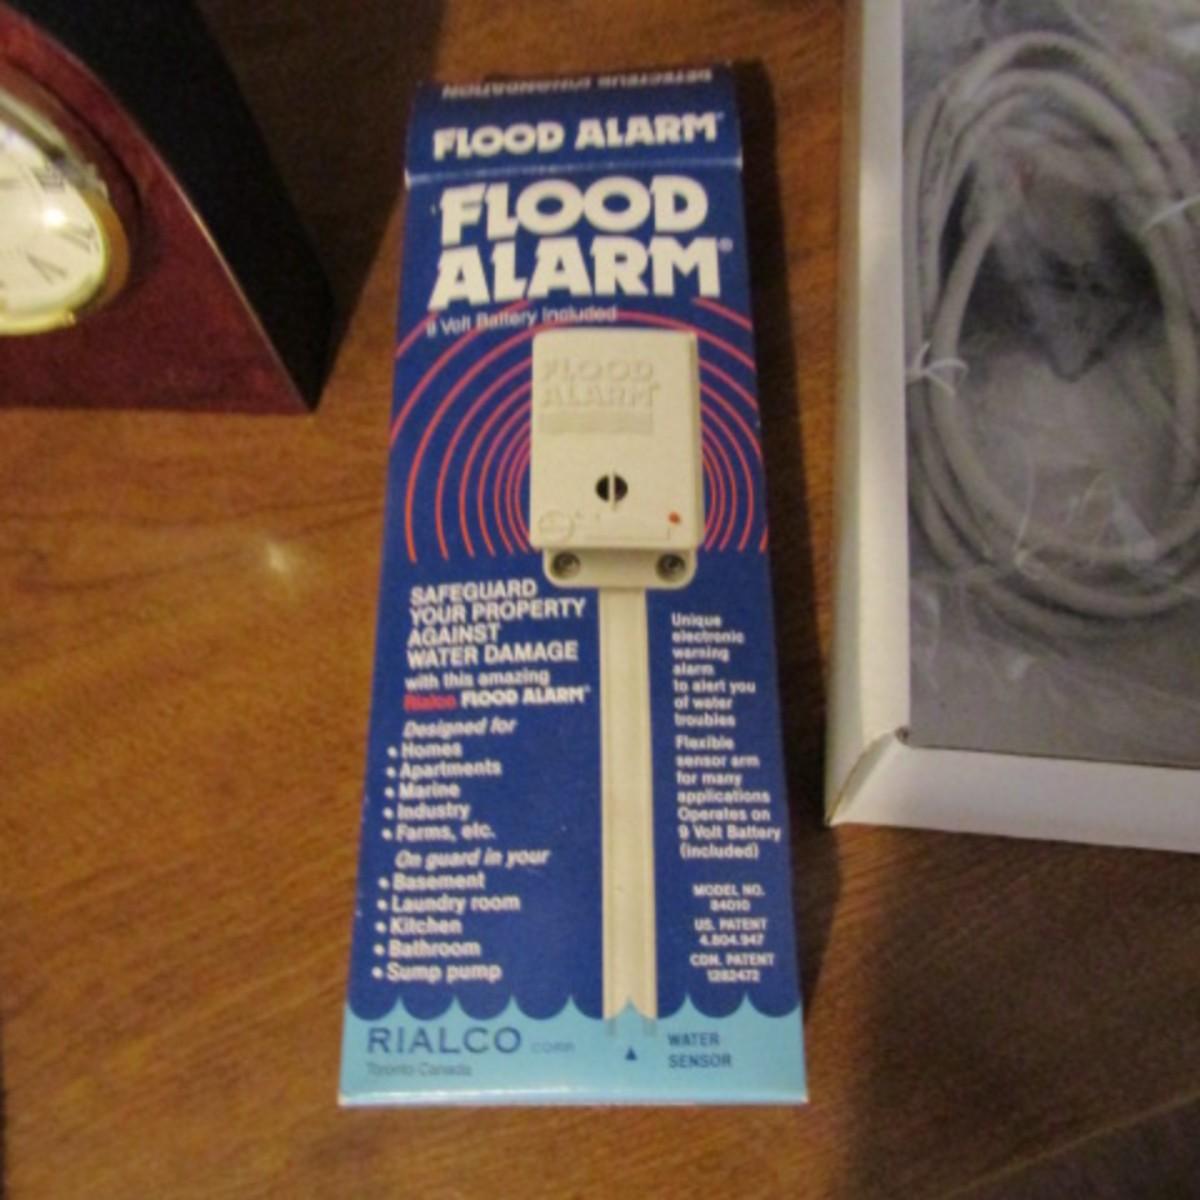 DETECTEUR D'INONDATION
FLOOD ALARM
FLOOD
ALARM®
9 Volt Battery Included
FLOOD
ALARM
SAFEGUARD
YOUR PROPERTY
AGAINST
WATER DAMAGE
with this amazing
Rialco FLOOD ALARM
Designed for
• Homes
• Apartments
• Marine
• Industry
• Farms, etc.
On guard in your
• Basement
• Laundry room
• Kitchen
• Bathroom
• Sump pump
Unique
electronic
warning
alarm
to alert you
of water
troubles
Flexible
sensor arm
for many
applications
Operates on
9 Volt Battery
(included)
MODEL NO.
84010
US. PATENT
4.804.947
CDN. PATENT
1282472
RIALCO CORP.
Toronto Canada
WATER
SENSOR